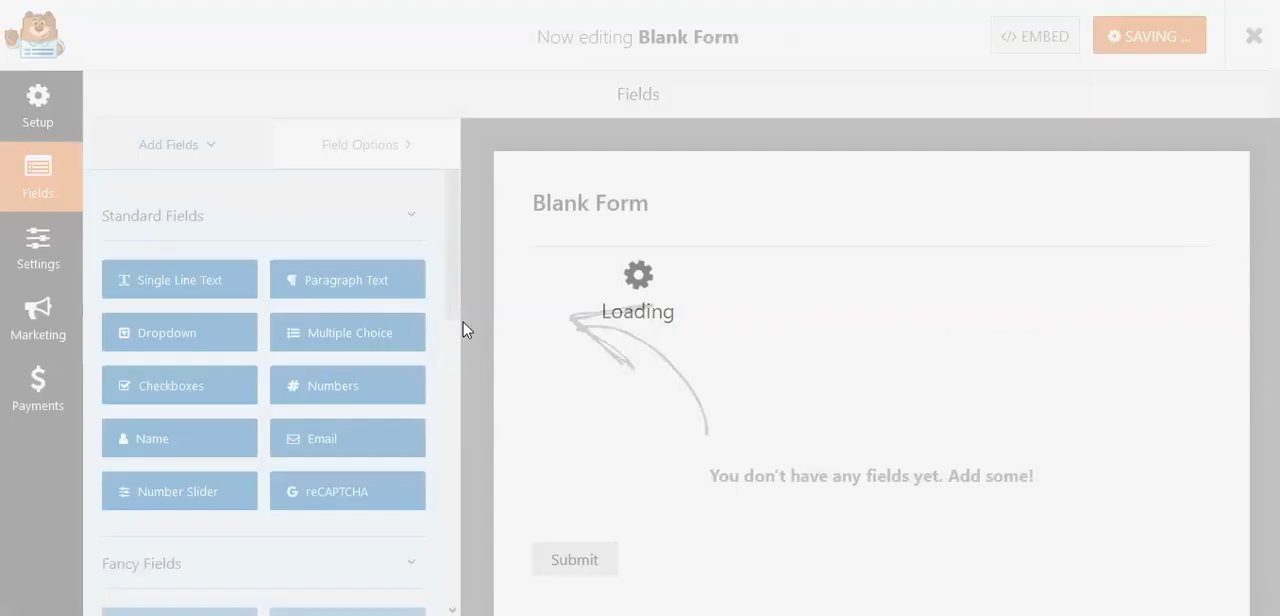 Now editing Blank Form
</> EMBED
SAVING ...
Setup
Fields
Settings
Marketing
Payments
Fields
Add Fields
Field Options
Standard Fields
Single Line Text
Paragraph Text
Dropdown
Multiple Choice
Checkboxes
Numbers
Name
Email
Number Slider
reCAPTCHA
Fancy Fields
Blank Form
Loading
You don't have any fields yet. Add some!
Submit